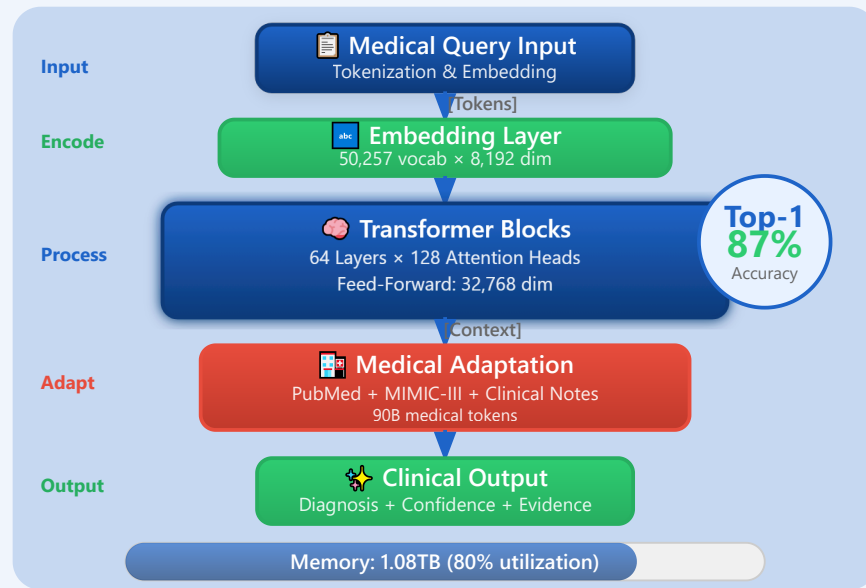 Input
Medical Query Input
Tokenization & Embedding
[Tokens]
Encode
abc
Embedding Layer
50,257 vocab × 8,192 dim
Process
Transformer Blocks
64 Layers × 128 Attention Heads
Feed-Forward: 32,768 dim
Top-1
87%
Accuracy
[Context]
Adapt
Medical Adaptation
PubMed + MIMIC-III + Clinical Notes
90B medical tokens
Output
Clinical Output
Diagnosis + Confidence + Evidence
Memory: 1.08TB (80% utilization)